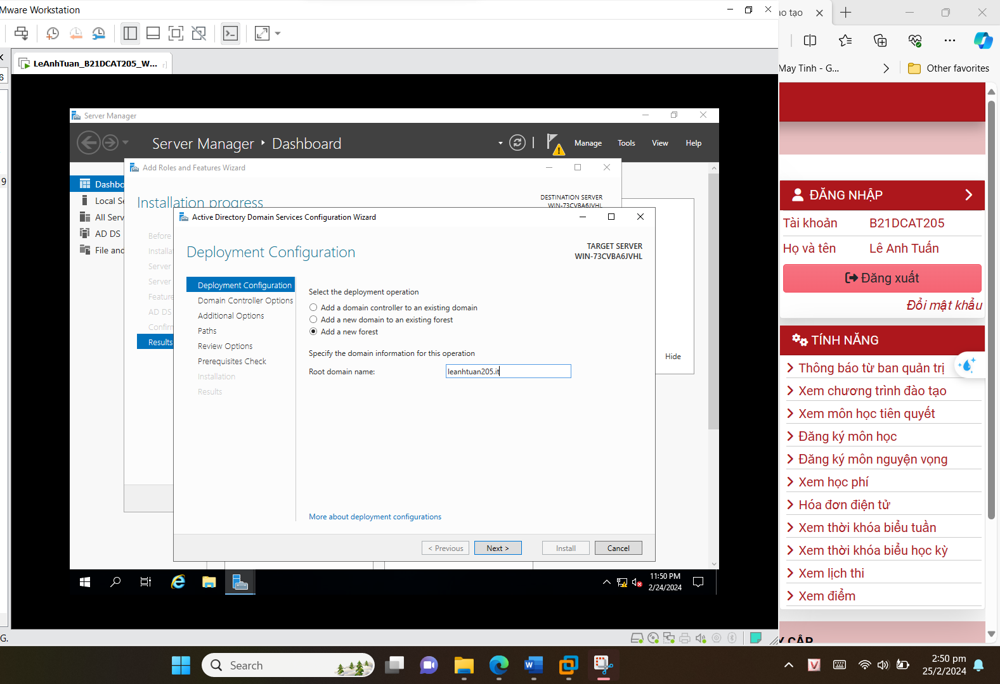 Mware Workstation
ão tạo
LeAnhTuan_B21DCAT205_W...
May Tinh - G...
Other favorites
6
9
Server Manager
Server Manager ‣ Dashboard
Manage
Tools
View
Help
Add Roles and Features Wizard
Dashbo
Local Se
All Serv
AD DS
File and
Installation progress
DESTINATION SERVER
WIN-73CVBA6JVHL
Before
Installa
Server
Server
Feature
AD DS
Confirm
Results
Hide
Active Directory Domain Services Configuration Wizard
Deployment Configuration
TARGET SERVER
WIN-73CVBA6JVHL
Deployment Configuration
Domain Controller Options
Additional Options
Paths
Review Options
Prerequisites Check
Installation
Results
Select the deployment operation
Add a domain controller to an existing domain
Add a new domain to an existing forest
Add a new forest
Specify the domain information for this operation
Root domain name:
leanhtuan205.it
More about deployment configurations
< Previous
Next >
Install
Cancel
11:50 PM
2/24/2024
G.
ĐĂNG NHẬP
Tài khoản B21DCAT205
Họ và tên Lê Anh Tuấn
Đăng xuất
Đổi mật khẩu
TÍNH NĂNG
Thông báo từ ban quản trị
Xem chương trình đào tạo
Xem môn học tiên quyết
Đăng ký môn học
Đăng ký môn nguyện vọng
Xem học phí
Hóa đơn điện tử
Xem thời khóa biểu tuần
Xem thời khóa biểu học kỳ
Xem lịch thi
Xem điểm
Y CẬP
Search
2:50 pm
25/2/2024